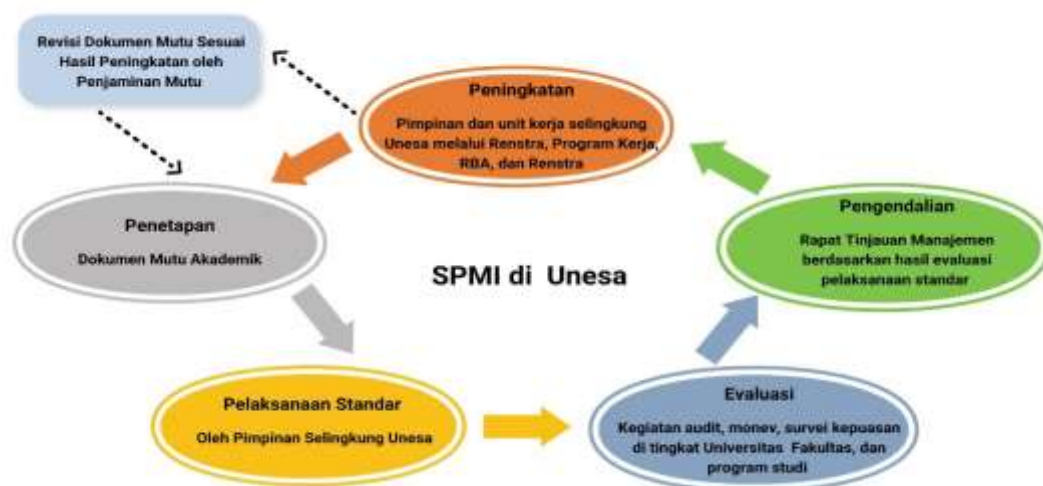 Revisi Dokumen Mutu Sesuai
Hasil Peningkatan oleh
Penjaminan Mutu
Peningkatan
Pimpinan dan unit kerja selingkung
Unesa melalui Renstra, Program Kerja,
RBA, dan Renstra
Penetapan
Dokumen Mutu Akademik
Pengendalian
Rapat Tinjauan Manajemen
berdasarkan hasil evaluasi
pelaksanaan standar
SPMI di Unesa
Pelaksanaan Standar
Oleh Pimpinan Selingkung Unesa
Evaluasi
Kegiatan audit, monev, survei kepuasan
di tingkat Universitas Fakultas, dan
program studi